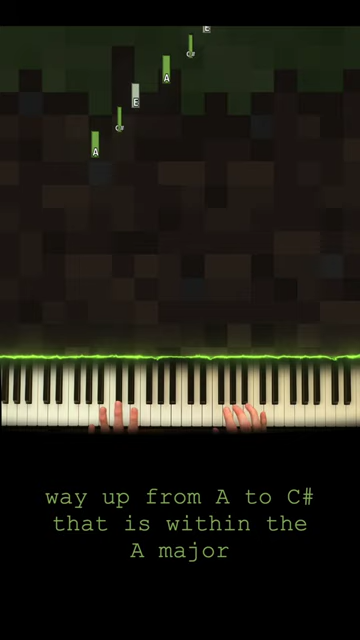 E
C#
A
E
C#
A
way up from A to C#
that is within the
A major